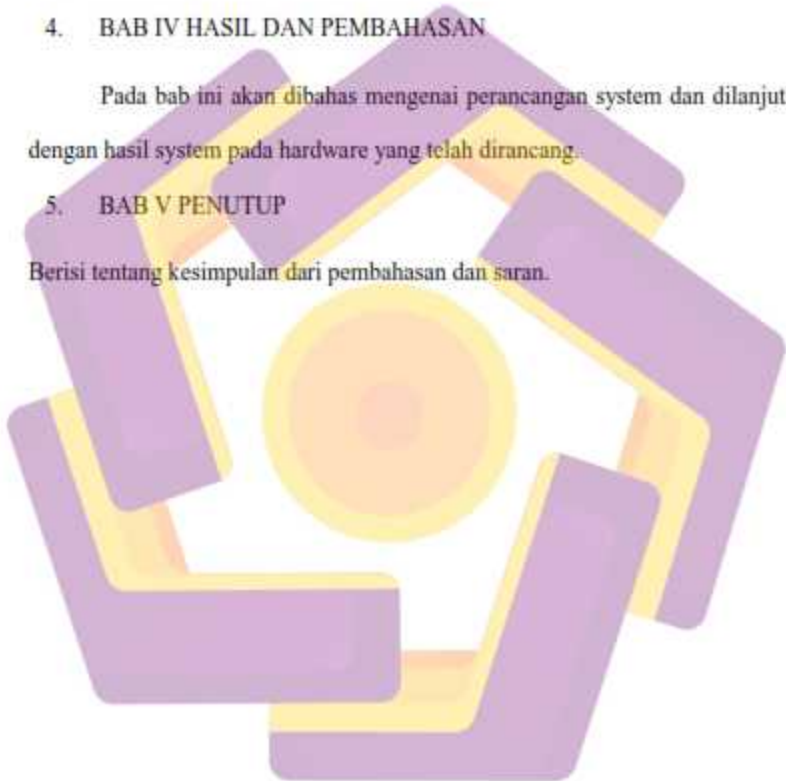 4. BAB IV HASIL DAN PEMBAHASAN
Pada bab ini akan dibahas mengenai perancangan system dan dilanjut
dengan hasil system pada hardware yang telah dirancang.
5. BAB V PENUTUP
Berisi tentang kesimpulan dari pembahasan dan saran.